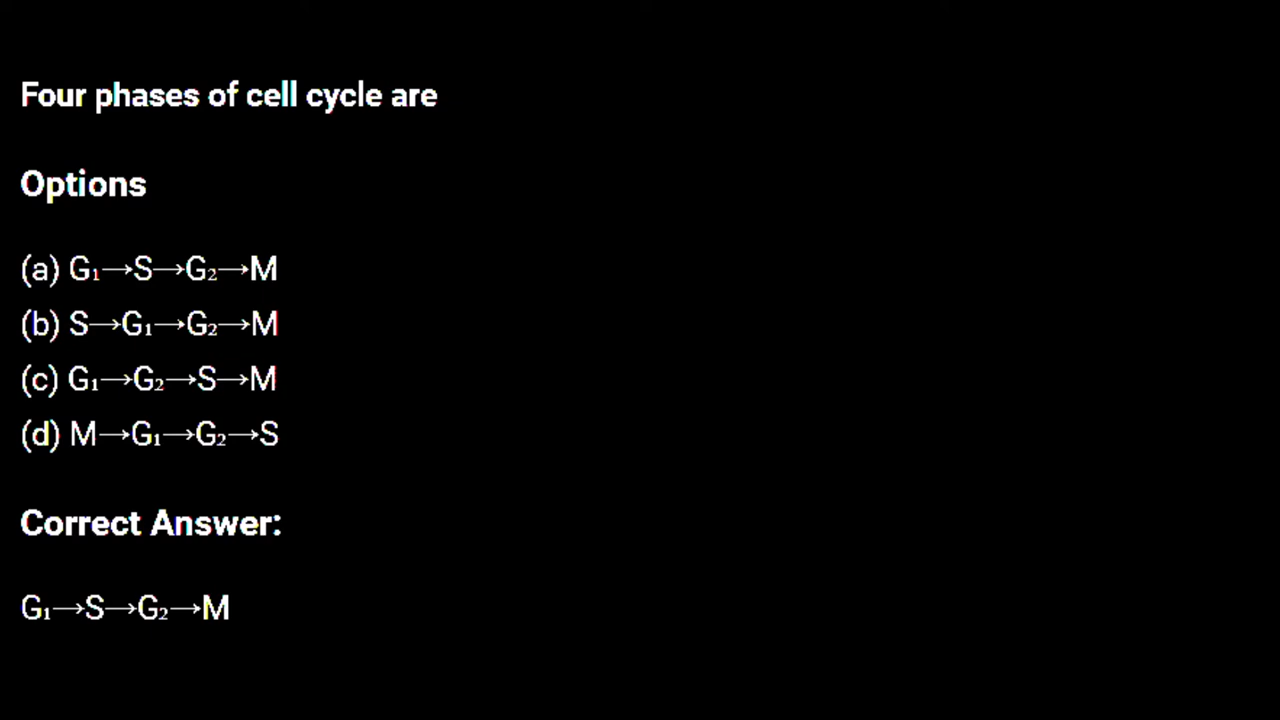 Four phases of cell cycle are
Options
(a) G₁→S→G₂→M
(b) S→G₁→G₂→M
(c) G₁→G₂→S→M
(d) M→G₁→G₂→S
Correct Answer:
G₁→S→G₂→M